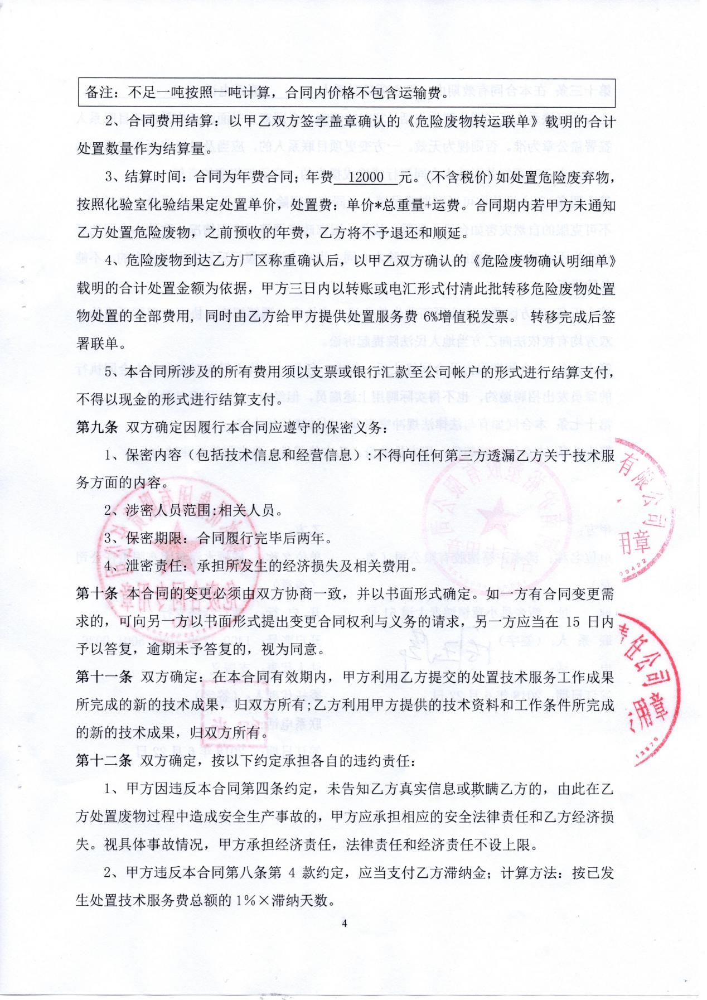 备注：不足一吨按照一吨计算，合同内价格不包含运输费。
2、合同费用结算：以甲乙双方签字盖章确认的《危险废物转运联单》载明的合计
处置数量作为结算量。
3、结算时间：合同为年费合同；年费 12000 元。(不含税价)如处置危险废弃物，
按照化验室化验结果定处置单价，处置费：单价*总重量+运费。合同期内若甲方未通知
乙方处置危险废物，之前预收的年费，乙方将不予退还和顺延。
4、危险废物到达乙方厂区称重确认后，以甲乙双方确认的《危险废物确认明细单》
载明的合计处置金额为依据，甲方三日内以转账或电汇形式付清此批转移危险废物处置
物处置的全部费用, 同时由乙方给甲方提供处置服务费 6%增值税发票。 转移完成后签
署联单。
5、本合同所涉及的所有费用须以支票或银行汇款至公司帐户的形式进行结算支付，
不得以现金的形式进行结算支付。
第九条 双方确定因履行本合同应遵守的保密义务：
1、保密内容（包括技术信息和经营信息）:不得向任何第三方透漏乙方关于技术服
务方面的内容。
2、涉密人员范围:相关人员。
3、保密期限：合同履行完毕后两年。
4、泄密责任：承担所发生的经济损失及相关费用。
第十条 本合同的变更必须由双方协商一致，并以书面形式确定。如一方有合同变更需
求的，可向另一方以书面形式提出变更合同权利与义务的请求，另一方应当在 15 日内
予以答复，逾期未予答复的，视为同意。
第十一条 双方确定：在本合同有效期内，甲方利用乙方提交的处置技术服务工作成果
所完成的新的技术成果，归双方所有;乙方利用甲方提供的技术资料和工作条件所完成
的新的技术成果，归双方所有。
第十二条 双方确定，按以下约定承担各自的违约责任：
1、甲方因违反本合同第四条约定，未告知乙方真实信息或欺瞒乙方的，由此在乙
方处置废物过程中造成安全生产事故的，甲方应承担相应的安全法律责任和乙方经济损
失。视具体事故情况，甲方承担经济责任，法律责任和经济责任不设上限。
2、甲方违反本合同第八条第 4 款约定，应当支付乙方滞纳金；计算方法：按已发
生处置技术服务费总额的1%×滞纳天数。
4
有限公司
用章
09422
责任公司
专用章
13970